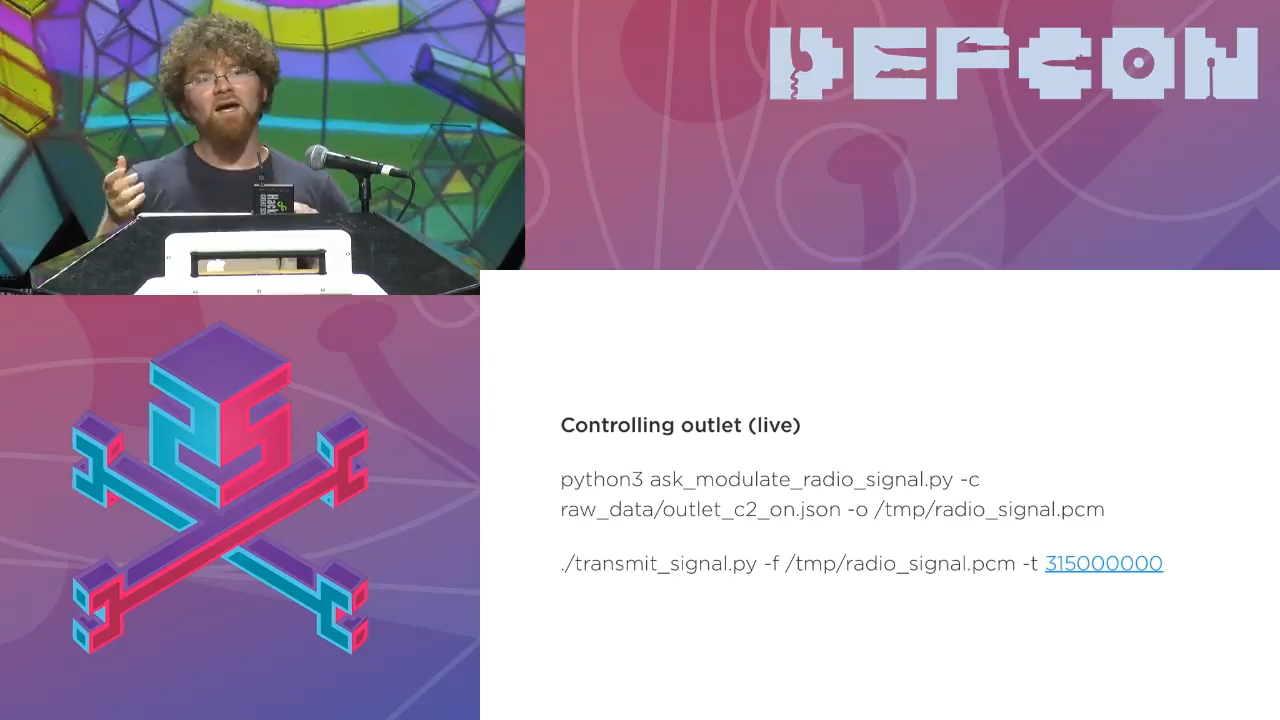 DEFCON
25
Controlling outlet (live)
python3 ask_modulate_radio_signal.py -c
raw_data/outlet_c2_on.json -o /tmp/radio_signal.pcm
./transmit_signal.py -f /tmp/radio_signal.pcm -t 315000000